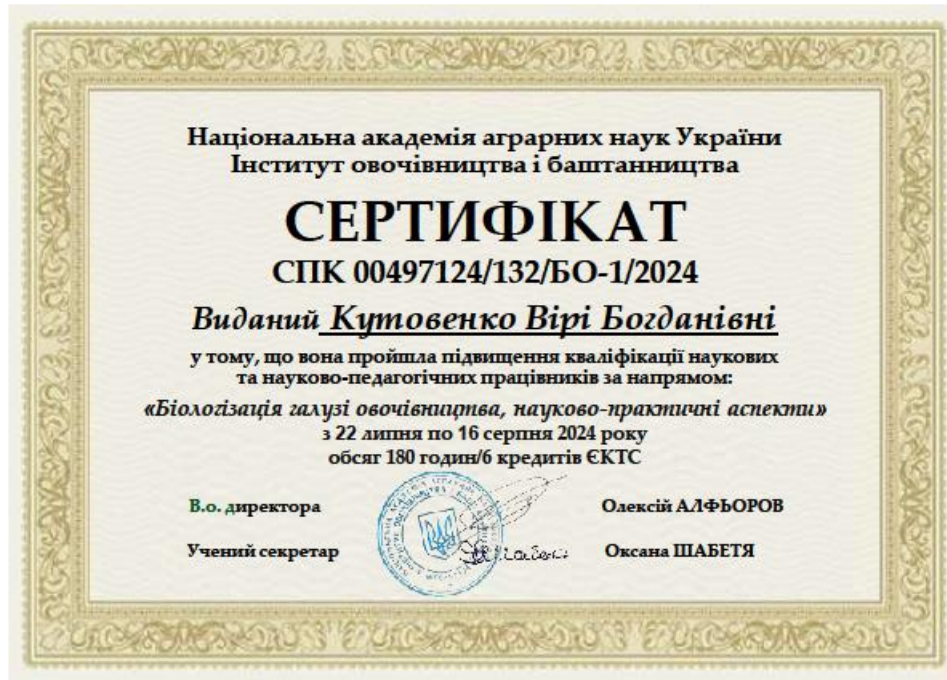 Національна академія аграрних наук України
Інститут овочівництва і баштанництва
СЕРТИФІКАТ
СПК 00497124/132/БО-1/2024
Виданий Кутовенко Вірі Богданівні
у тому, що вона пройшла підвищення кваліфікації наукових
та науково-педагогічних працівників за напрямом:
«Біологізація галузі овочівництва, науково-практичні аспекти»
з 22 липня по 16 серпня 2024 року
обсяг 180 годин/6 кредитів ЄКТС
В.о. директора Олексій АЛФЬОРОВ
Учений секретар Оксана ШАБЕТЯ